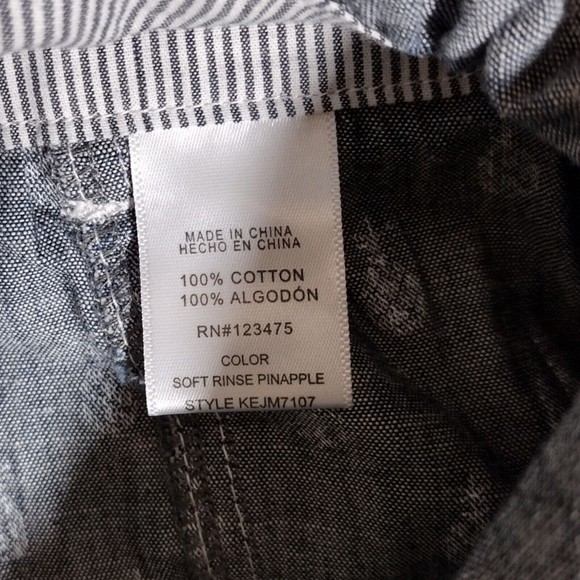 MADE IN CHINA
HECHO EN CHINA
100% COTTON
100% ALGODÓN
RN#123475
COLOR
SOFT RINSE PINAPPLE
STYLE KEJM7107